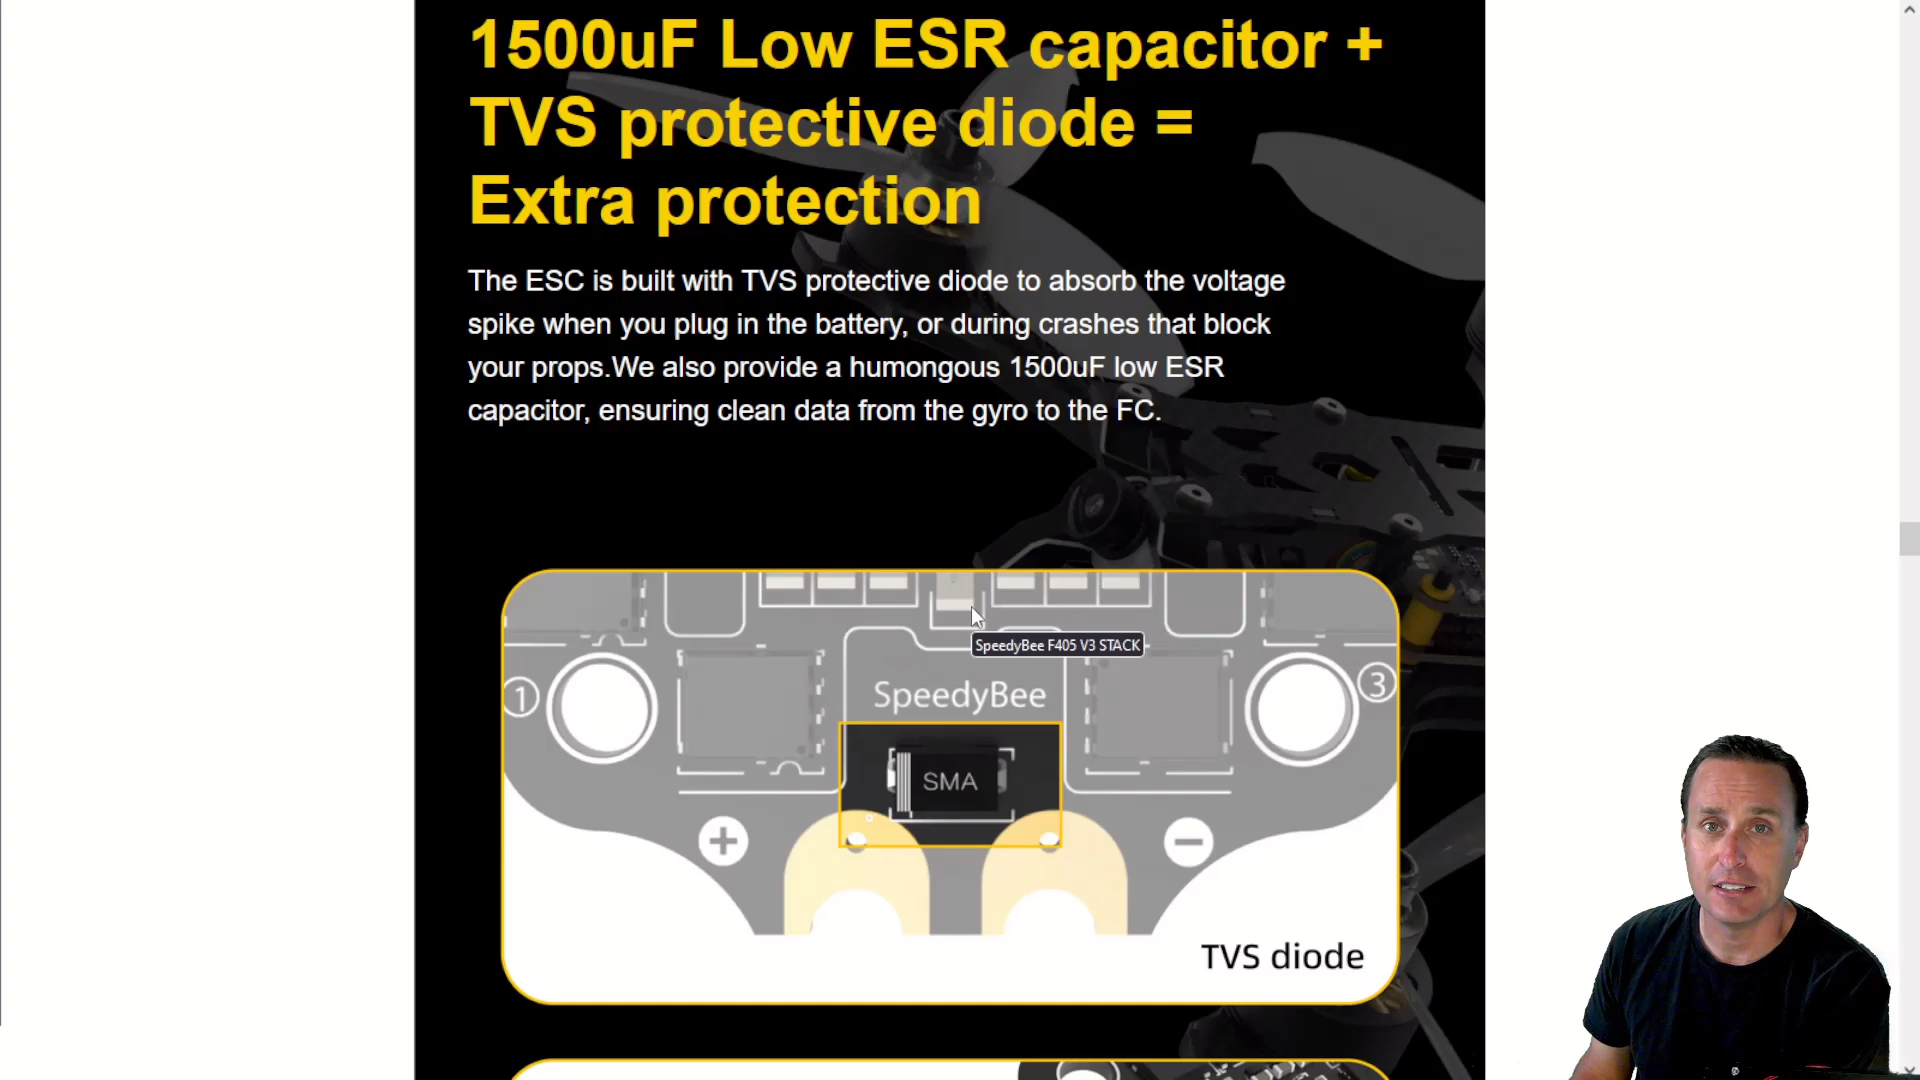 1500uF Low ESR capacitor +
TVS protective diode =
Extra protection
The ESC is built with TVS protective diode to absorb the voltage
spike when you plug in the battery, or during crashes that block
your props.We also provide a humongous 1500uF low ESR
capacitor, ensuring clean data from the gyro to the FC.
SpeedyBee F405 V3 STACK
1
3
SpeedyBee
SMA
+
−
TVS diode